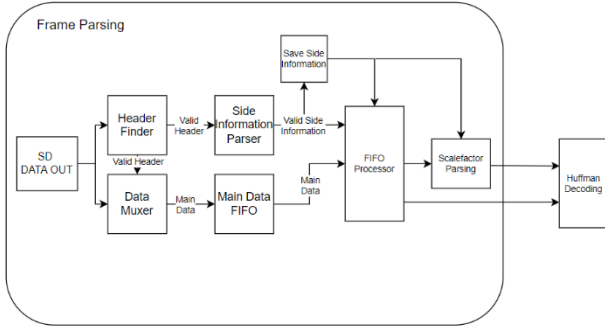 Frame Parsing
Save Side
Information
Header
Finder
Valid
Header
Side
Information
Parser
Valid Side
Information
SD
DATA OUT
Valid Header
FIFO
Processor
Scalefactor
Parsing
Huffman
Decoding
Data
Muxer
Main
Data
Main Data
FIFO
Main
Data